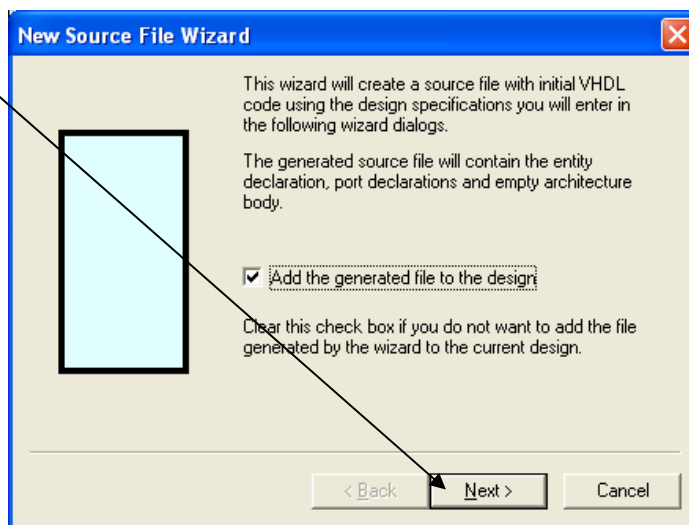 New Source File Wizard
This wizard will create a source file with initial VHDL
code using the design specifications you will enter in
the following wizard dialogs.
The generated source file will contain the entity
declaration, port declarations and empty architecture
body.
Add the generated file to the design
Clear this check box if you do not want to add the file
generated by the wizard to the current design.
< Back Next > Cancel